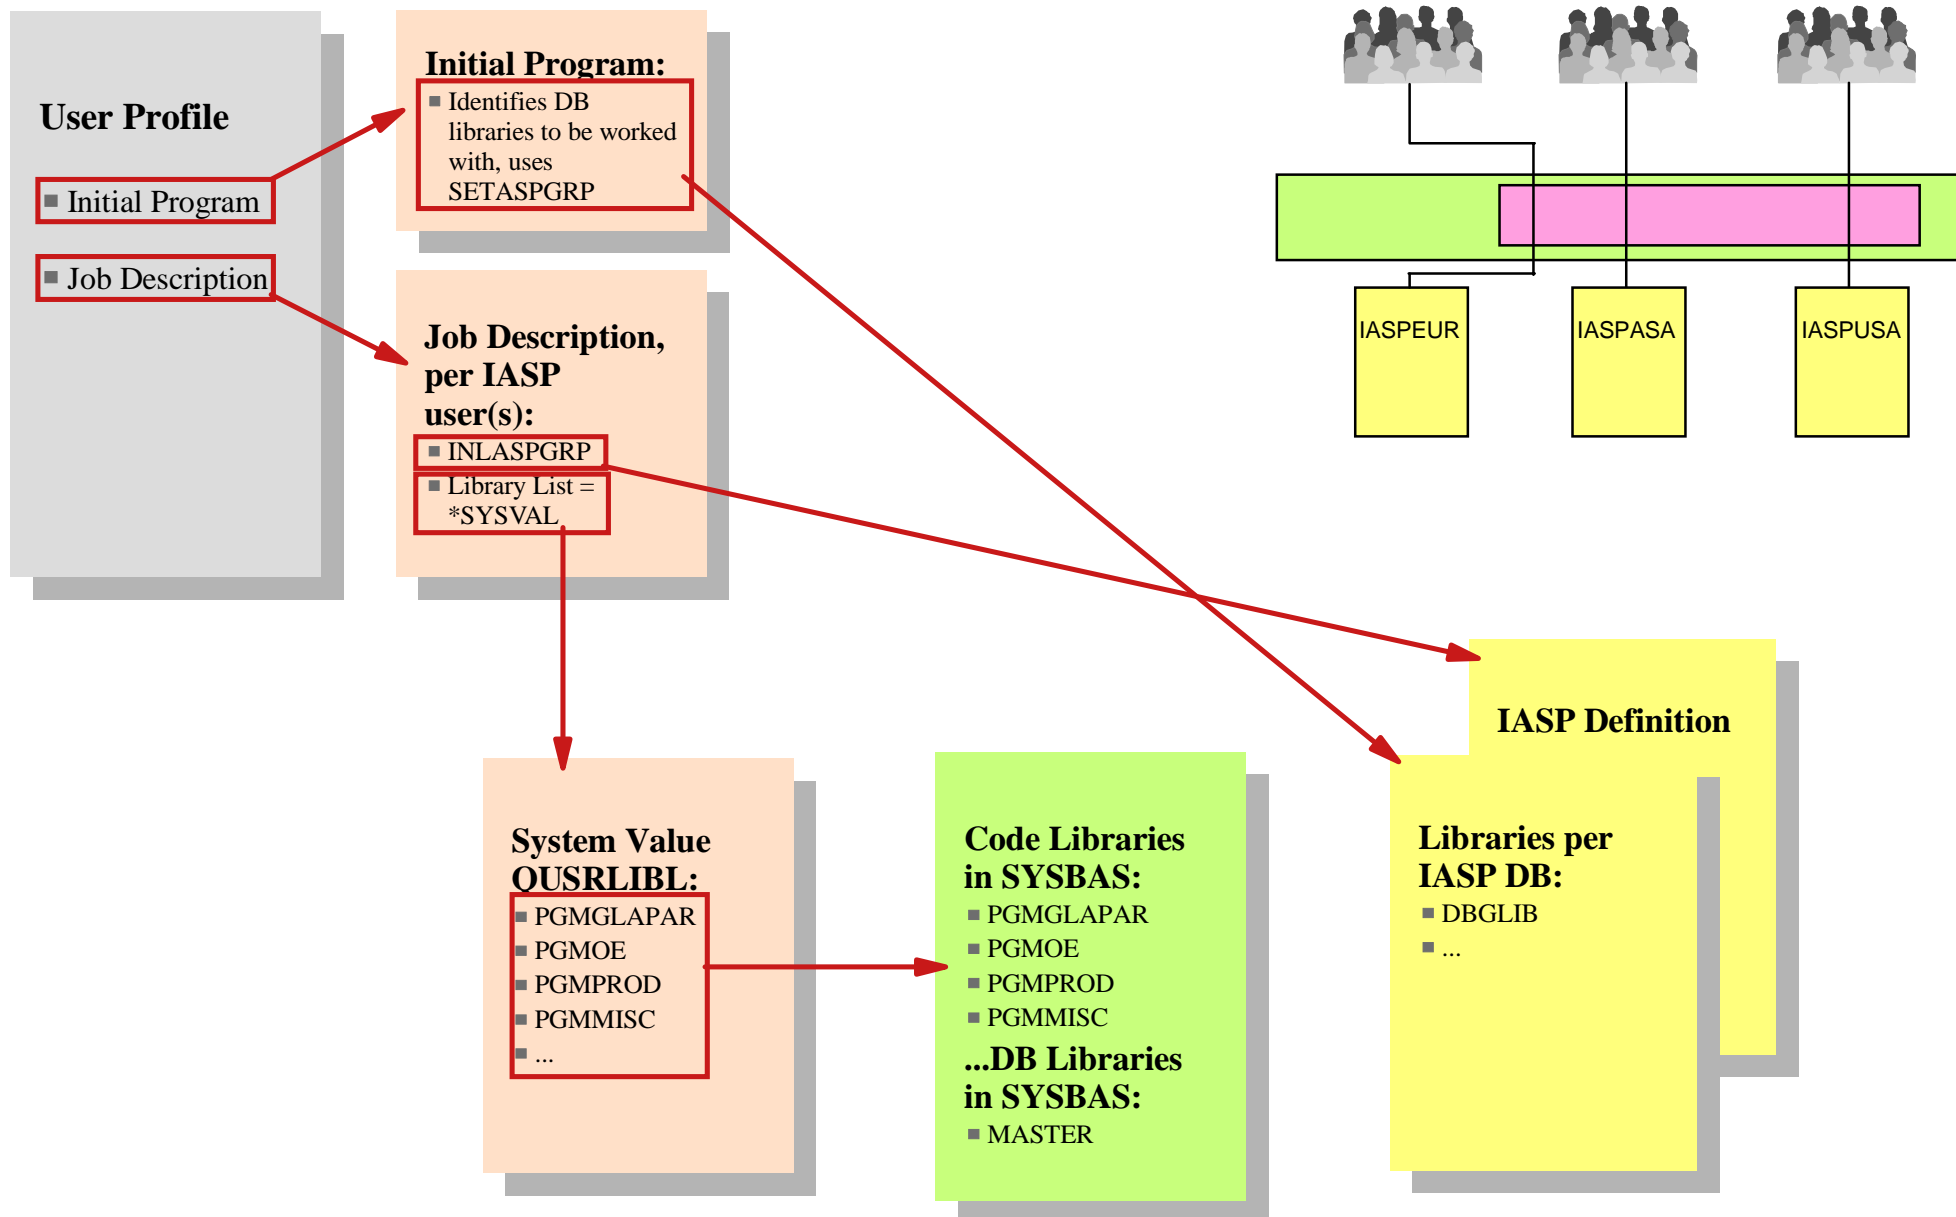 User Profile
Initial Program
Job Description
Initial Program:
Identifies DB
libraries to be worked
with, uses
SETASPGRP
Job Description,
per IASP
user(s):
INLASPGRP
Library List =
*SYSVAL
IASPEUR
IASPASA
IASPUSA
System Value
QUSRLIBL:
PGMGLAPAR
PGMOE
PGMPROD
PGMMISC
...
Code Libraries
in SYSBAS:
PGMGLAPAR
PGMOE
PGMPROD
PGMMISC
...DB Libraries
in SYSBAS:
MASTER
IASP Definition
Libraries per
IASP DB:
DBGLIB
...